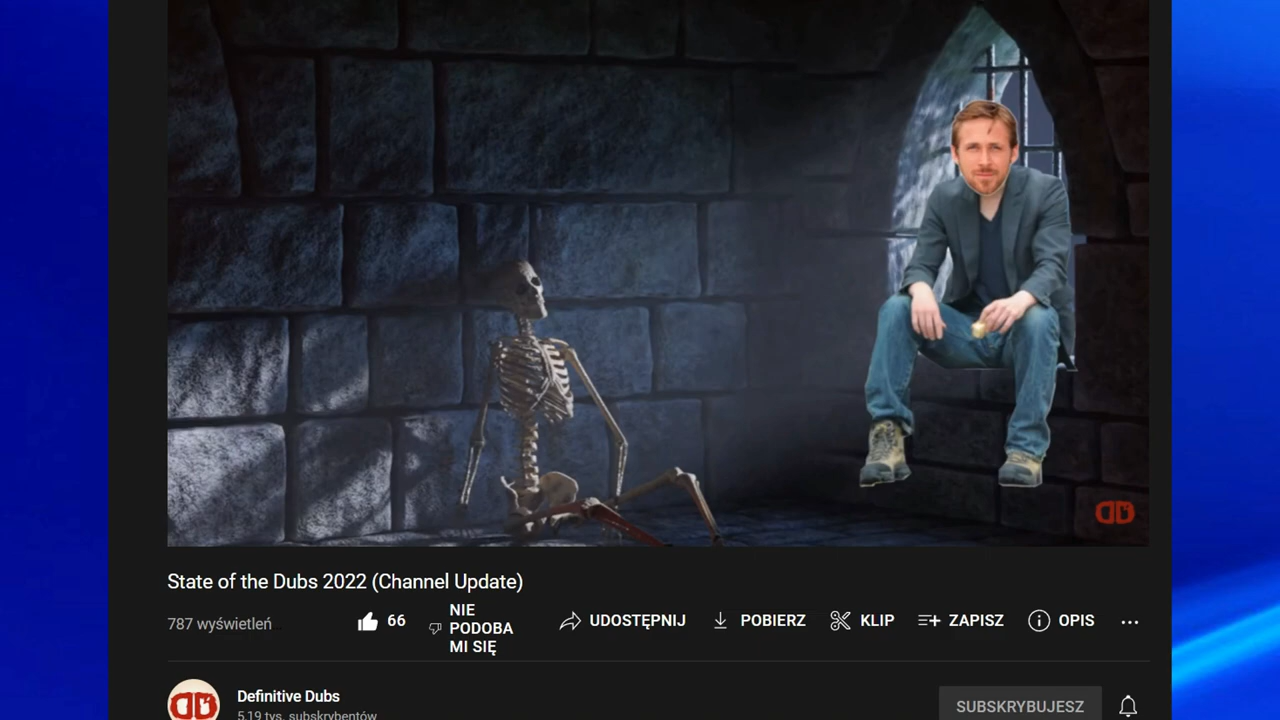 State of the Dubs 2022 (Channel Update)
787 wyświetleń
66
NIE
PODOBA
MI SIĘ
UDOSTĘPNIJ
POBIERZ
KLIP
ZAPISZ
OPIS
Definitive Dubs
5,19 tys. subskrybentów
SUBSKRYBUJESZ